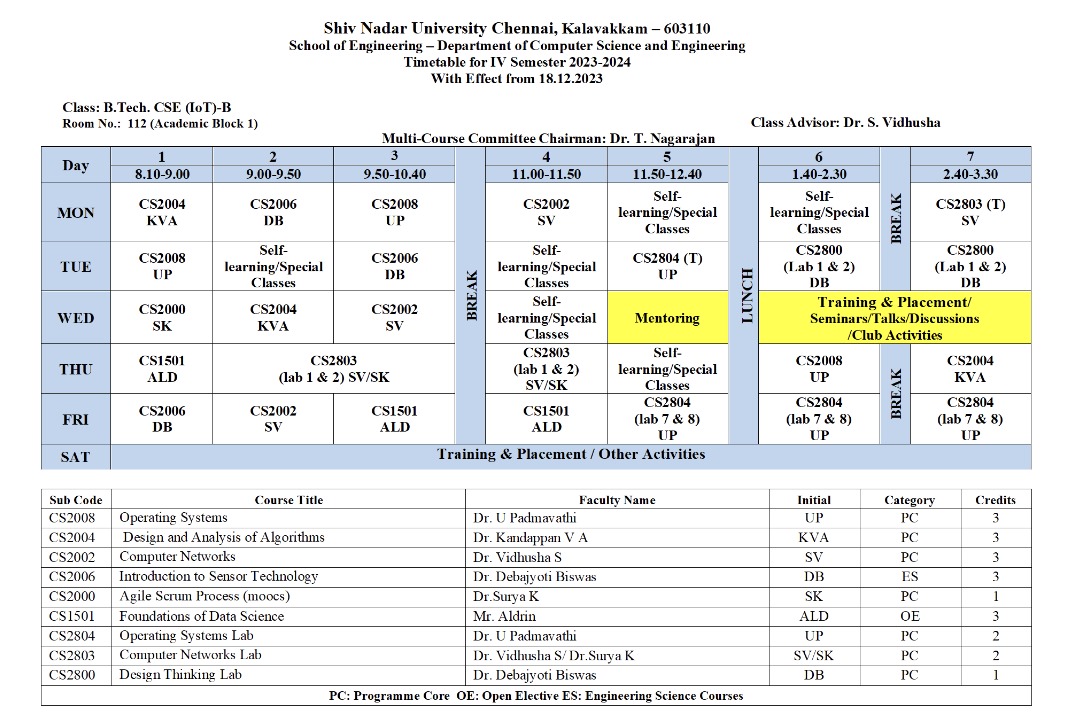 Shiv Nadar University Chennai, Kalavakkam – 603110
School of Engineering – Department of Computer Science and Engineering
Timetable for IV Semester 2023-2024
With Effect from 18.12.2023
Class: B.Tech. CSE (IoT)-B
Room No.: 112 (Academic Block 1)
Class Advisor: Dr. S. Vidhusha
Multi-Course Committee Chairman: Dr. T. Nagarajan
Day 1 2 3 BREAK 4 5 LUNCH 6 7
8.10-9.00 9.00-9.50 9.50-10.40 11.00-11.50 11.50-12.40 1.40-2.30 2.40-3.30
MON
CS2004
KVA
CS2006
DB
CS2008
UP
CS2002
SV
Self-
learning/Special
Classes
Self-
learning/Special
Classes
BREAK
CS2803 (T)
SV
TUE
CS2008
UP
Self-
learning/Special
Classes
CS2006
DB
Self-
learning/Special
Classes
CS2804 (T)
UP
CS2800
(Lab 1 & 2)
DB
CS2800
(Lab 1 & 2)
DB
WED
CS2000
SK
CS2004
KVA
CS2002
SV
Self-
learning/Special
Classes
Mentoring
Training & Placement/
Seminars/Talks/Discussions
/Club Activities
THU
CS1501
ALD
CS2803
(lab 1 & 2) SV/SK
CS2803
(lab 1 & 2)
SV/SK
Self-
learning/Special
Classes
CS2008
UP
BREAK
CS2004
KVA
FRI
CS2006
DB
CS2002
SV
CS1501
ALD
CS1501
ALD
CS2804
(lab 7 & 8)
UP
CS2804
(lab 7 & 8)
UP
CS2804
(lab 7 & 8)
UP
SAT
Training & Placement / Other Activities
Sub Code Course Title Faculty Name Initial Category Credits
CS2008 Operating Systems Dr. U Padmavathi UP PC 3
CS2004 Design and Analysis of Algorithms Dr. Kandappan V A KVA PC 3
CS2002 Computer Networks Dr. Vidhusha S SV PC 3
CS2006 Introduction to Sensor Technology Dr. Debajyoti Biswas DB ES 3
CS2000 Agile Scrum Process (moocs) Dr.Surya K SK PC 1
CS1501 Foundations of Data Science Mr. Aldrin ALD OE 3
CS2804 Operating Systems Lab Dr. U Padmavathi UP PC 2
CS2803 Computer Networks Lab Dr. Vidhusha S/ Dr.Surya K SV/SK PC 2
CS2800 Design Thinking Lab Dr. Debajyoti Biswas DB PC 1
PC: Programme Core OE: Open Elective ES: Engineering Science Courses